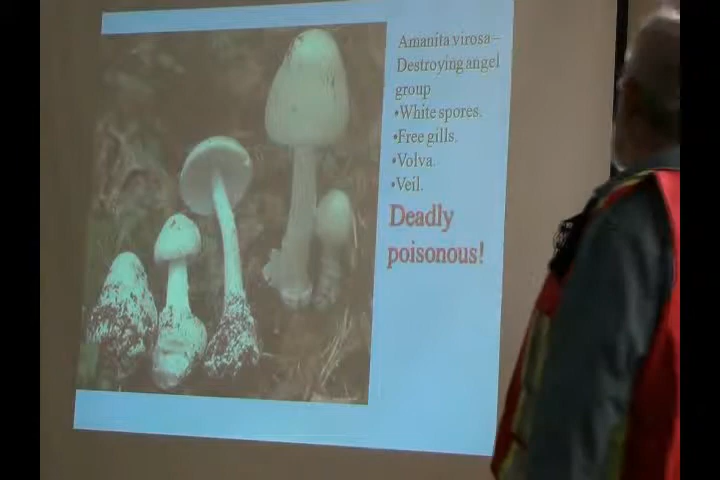 Amanita virosa–
Destroying angel
group
•White spores.
•Free gills.
•Volva.
•Veil.
Deadly
poisonous!